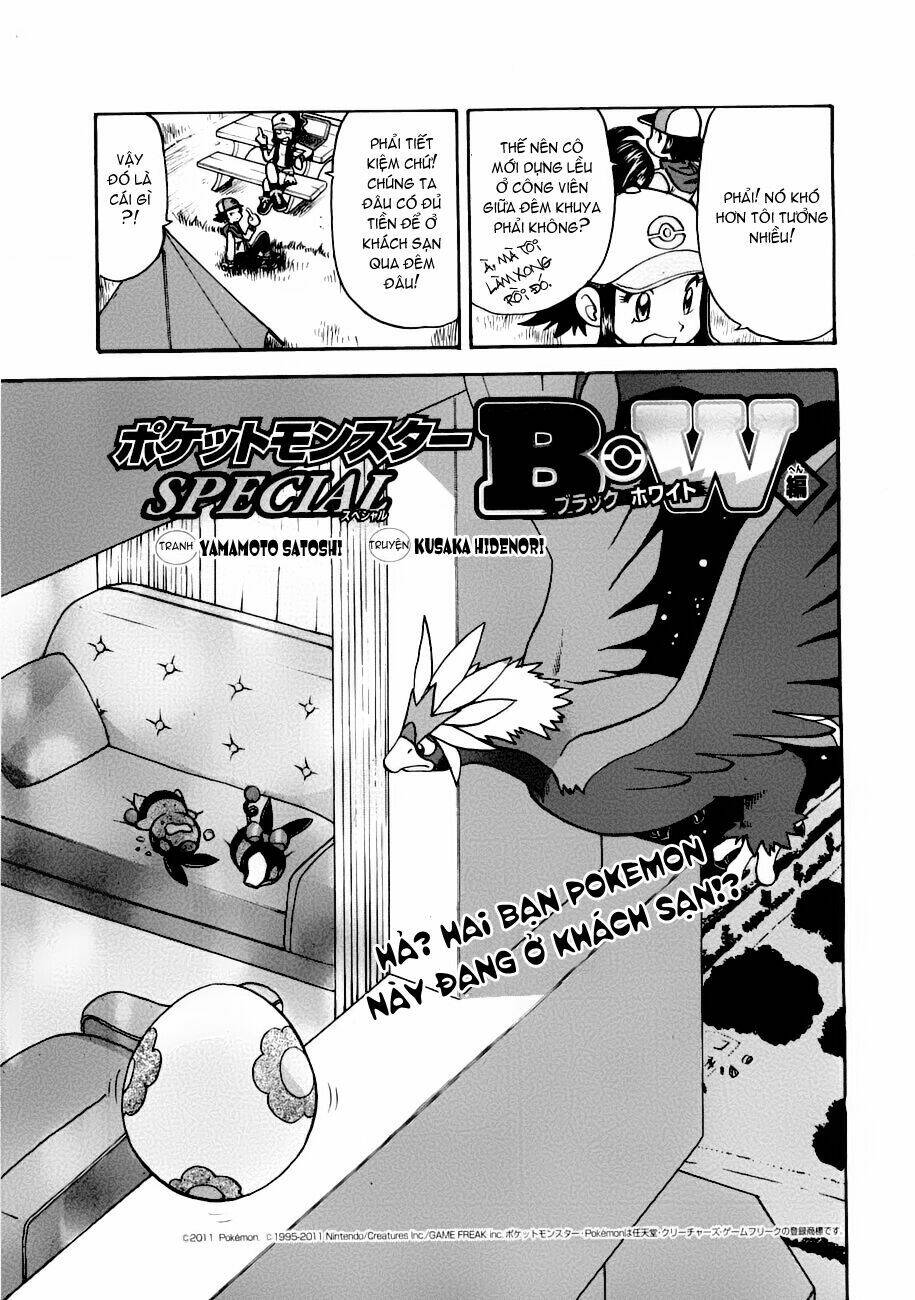 PHẢI! NÓ KHÓ
HƠN TÔI TƯỞNG
NHIỀU!
THẾ NÊN CÔ
MỚI DỤNG LỀU
Ở CÔNG VIÊN
GIỮA ĐÊM KHUYA
PHẢI KHÔNG?
À, MÀ TÔI
LÀM XONG
RỒI ĐÓ.
PHẢI TIẾT
KIỆM CHỨ!
CHÚNG TA
ĐÂU CÓ ĐỦ
TIỀN ĐỂ Ở
KHÁCH SẠN
QUA ĐÊM
ĐÂU!
VẬY
ĐÓ LÀ
CÁI GÌ
?!
ポケットモンスター
SPECIAL
スペシャル
B・W
ブラック ホワイト
へん
編
TRANH YAMAMOTO SATOSHI TRUYỆN KUSAKA HIDENORI
HẢ? HAI BẠN POKEMON
NÀY ĐANG Ở KHÁCH SẠN!?
©2011 Pokémon. ©1995-2011 Nintendo/Creatures Inc./GAME FREAK inc. ポケットモンスター・Pokémonは任天堂・クリーチャーズ・ゲームフリークの登録商標です。